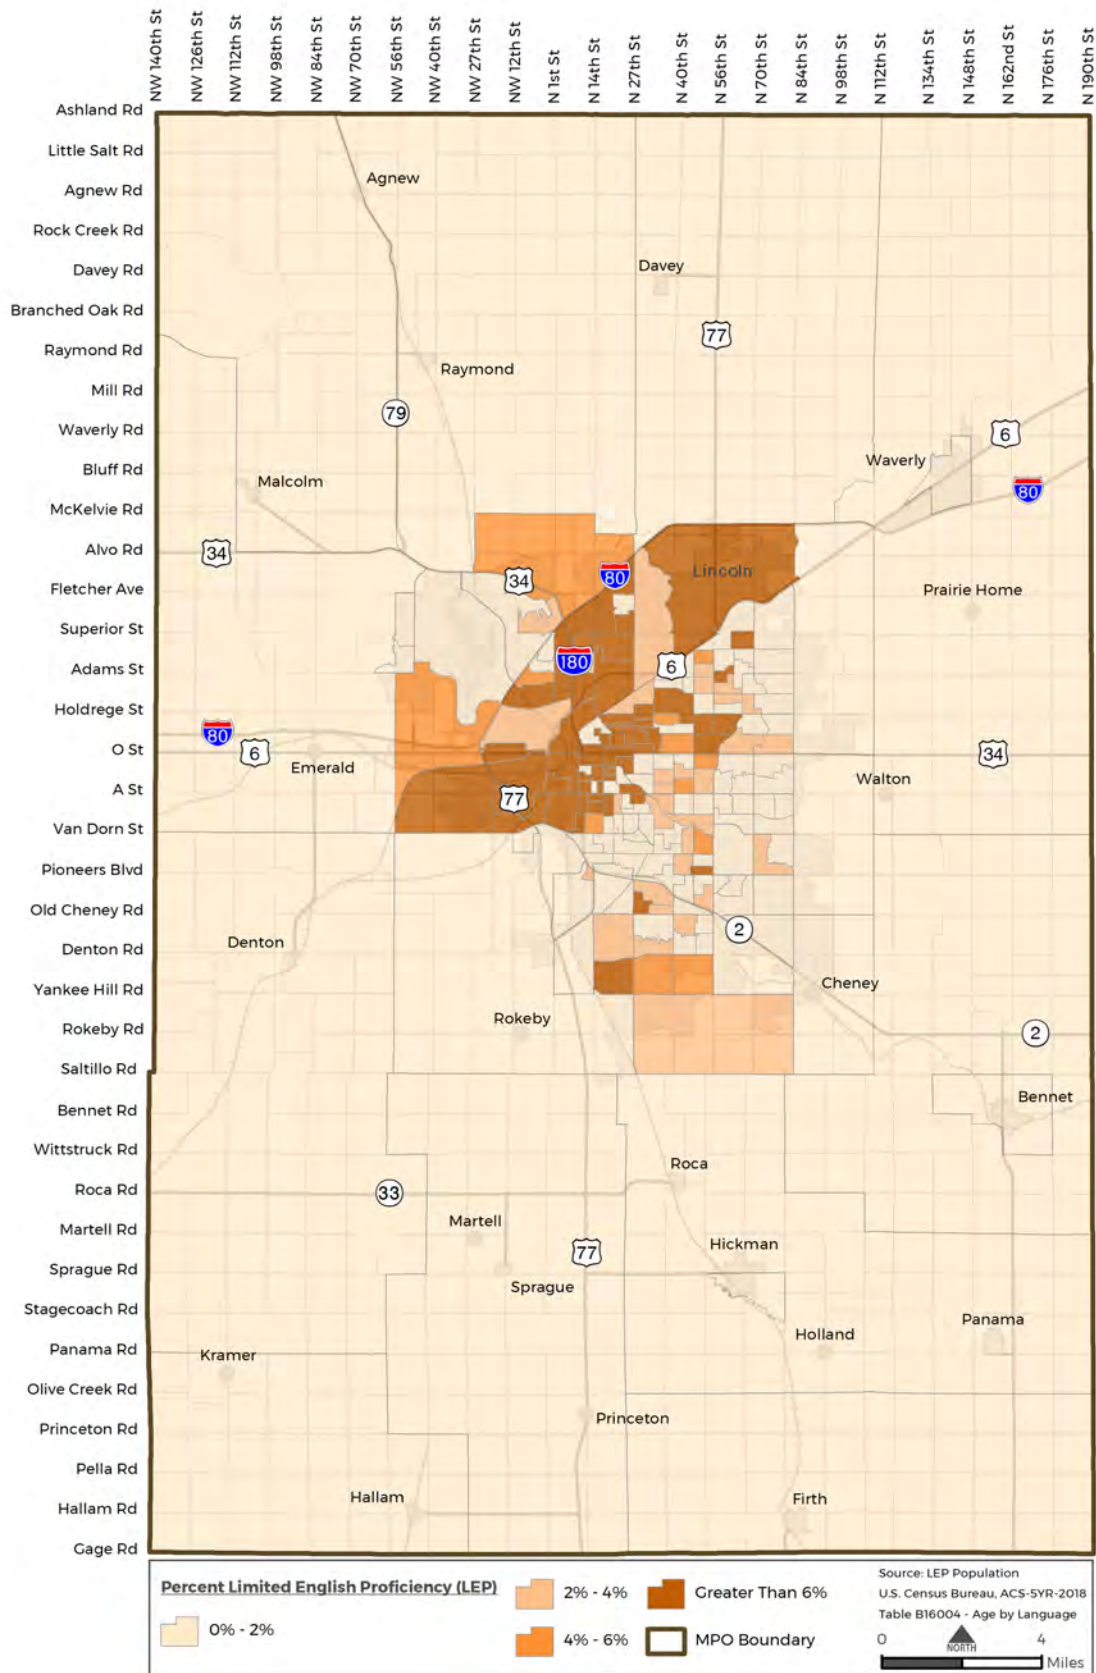 NW 140th St
NW 126th St
NW 112th St
NW 98th St
NW 84th St
NW 70th St
NW 56th St
NW 40th St
NW 27th St
NW 12th St
N 1st St
N 14th St
N 27th St
N 40th St
N 56th St
N 70th St
N 84th St
N 98th St
N 112th St
N 134th St
N 148th St
N 162nd St
N 176th St
N 190th St
Ashland Rd
Little Salt Rd
Agnew Rd
Rock Creek Rd
Davey Rd
Branched Oak Rd
Raymond Rd
Mill Rd
Waverly Rd
Bluff Rd
McKelvie Rd
Alvo Rd
Fletcher Ave
Superior St
Adams St
Holdrege St
O St
A St
Van Dorn St
Pioneers Blvd
Old Cheney Rd
Denton Rd
Yankee Hill Rd
Rokeby Rd
Saltillo Rd
Bennet Rd
Wittstruck Rd
Roca Rd
Martell Rd
Sprague Rd
Stagecoach Rd
Panama Rd
Olive Creek Rd
Princeton Rd
Pella Rd
Hallam Rd
Gage Rd
Agnew
Davey
77
Raymond
79
6
Waverly
Malcolm
80
34
34
80
Lincoln
Prairie Home
180
6
80
6
Emerald
34
Walton
77
2
Denton
Cheney
Rokeby
2
Bennet
Roca
33
Martell
77
Hickman
Sprague
Holland
Panama
Kramer
Princeton
Hallam
Firth
Percent Limited English Proficiency (LEP)
0% - 2%
2% - 4%
4% - 6%
Greater Than 6%
MPO Boundary
Source: LEP Population
U.S. Census Bureau, ACS-5YR-2018
Table B16004 - Age by Language
0
NORTH
4
Miles